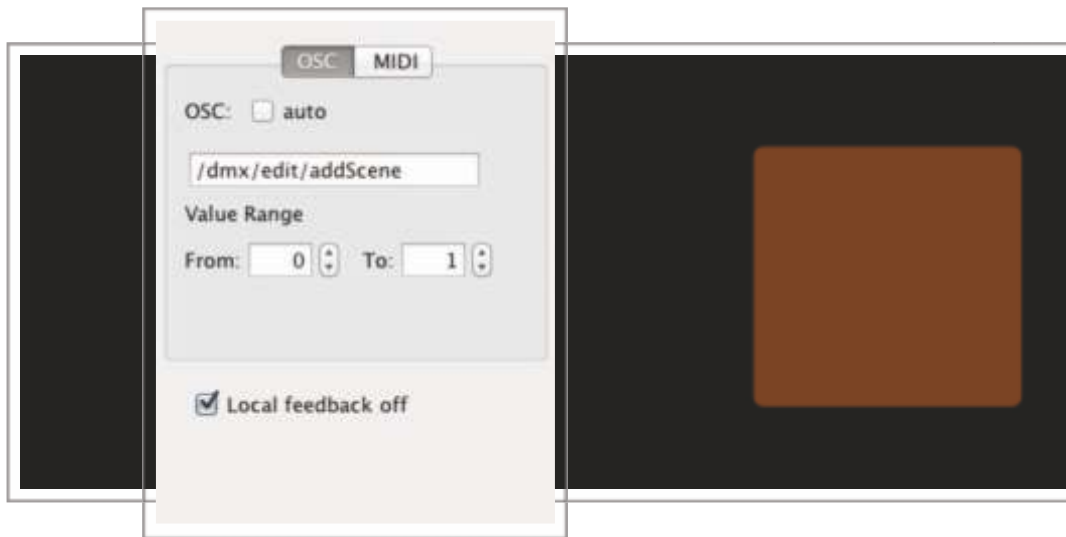 OSC MIDI
OSC: auto
/dmx/edit/addScene
Value Range
From: 0 To: 1
Local feedback off